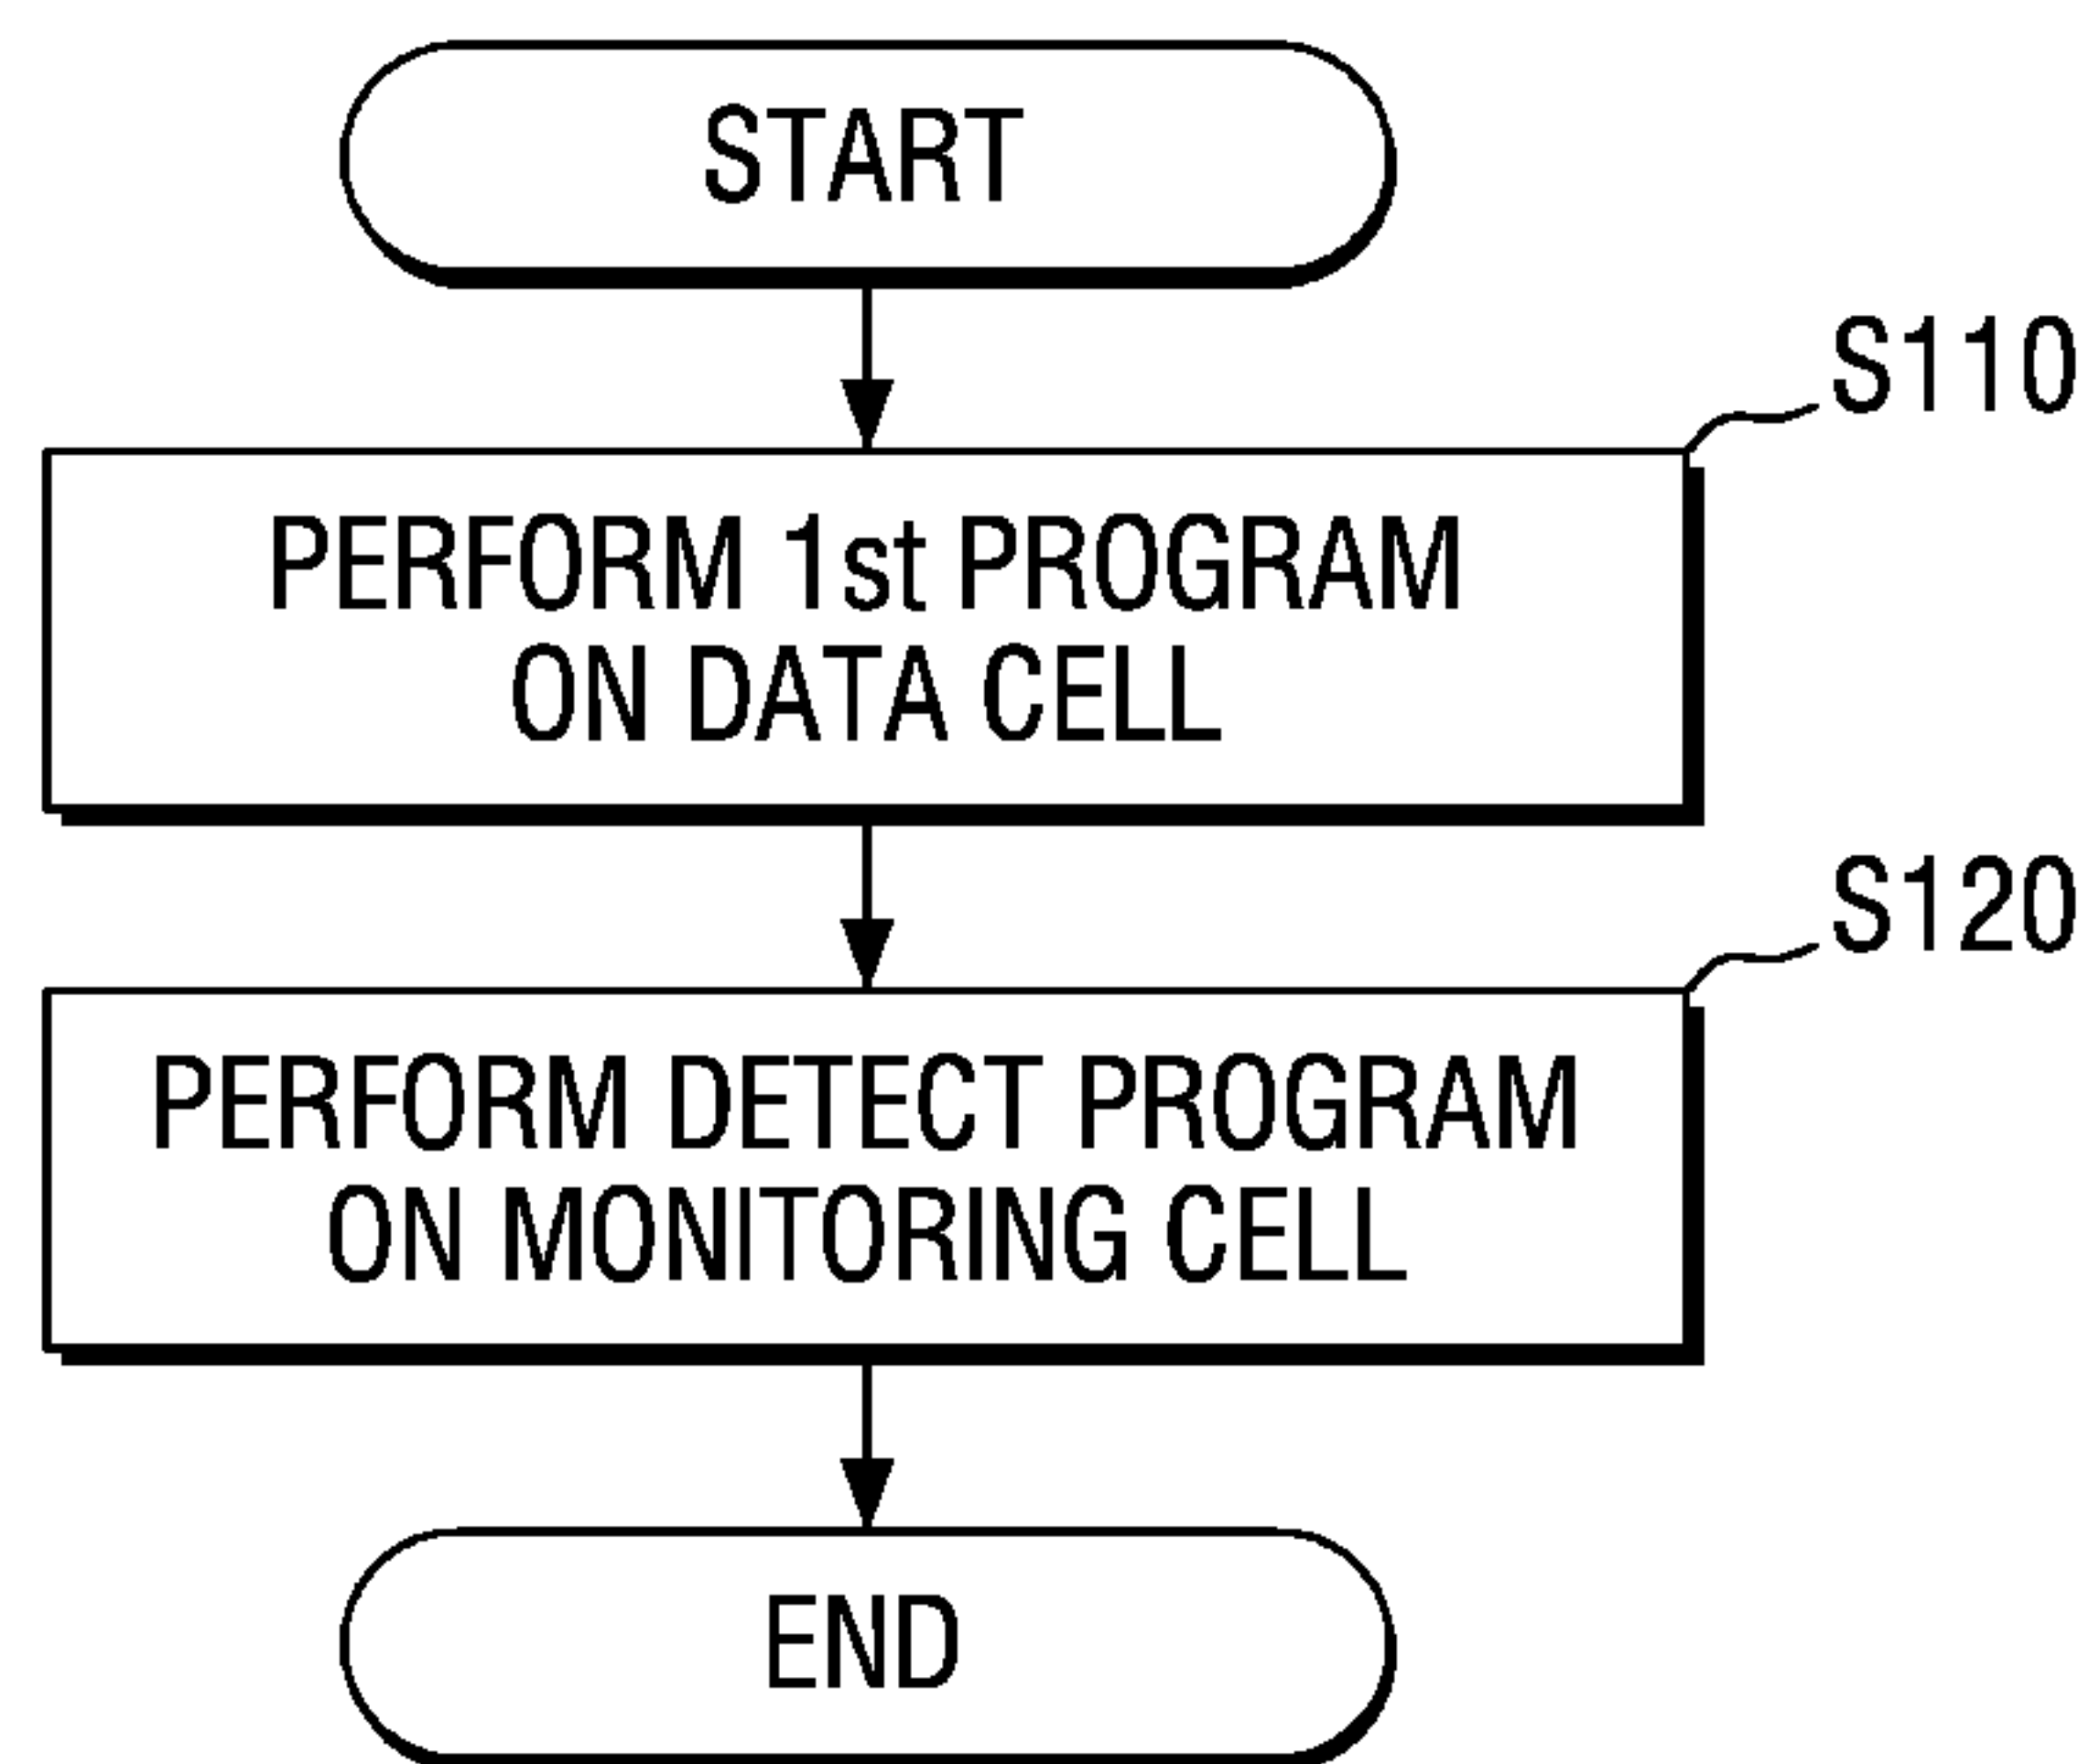 START
S110
PERFORM 1st PROGRAM
ON DATA CELL
S120
PERFORM DETECT PROGRAM
ON MONITORING CELL
END